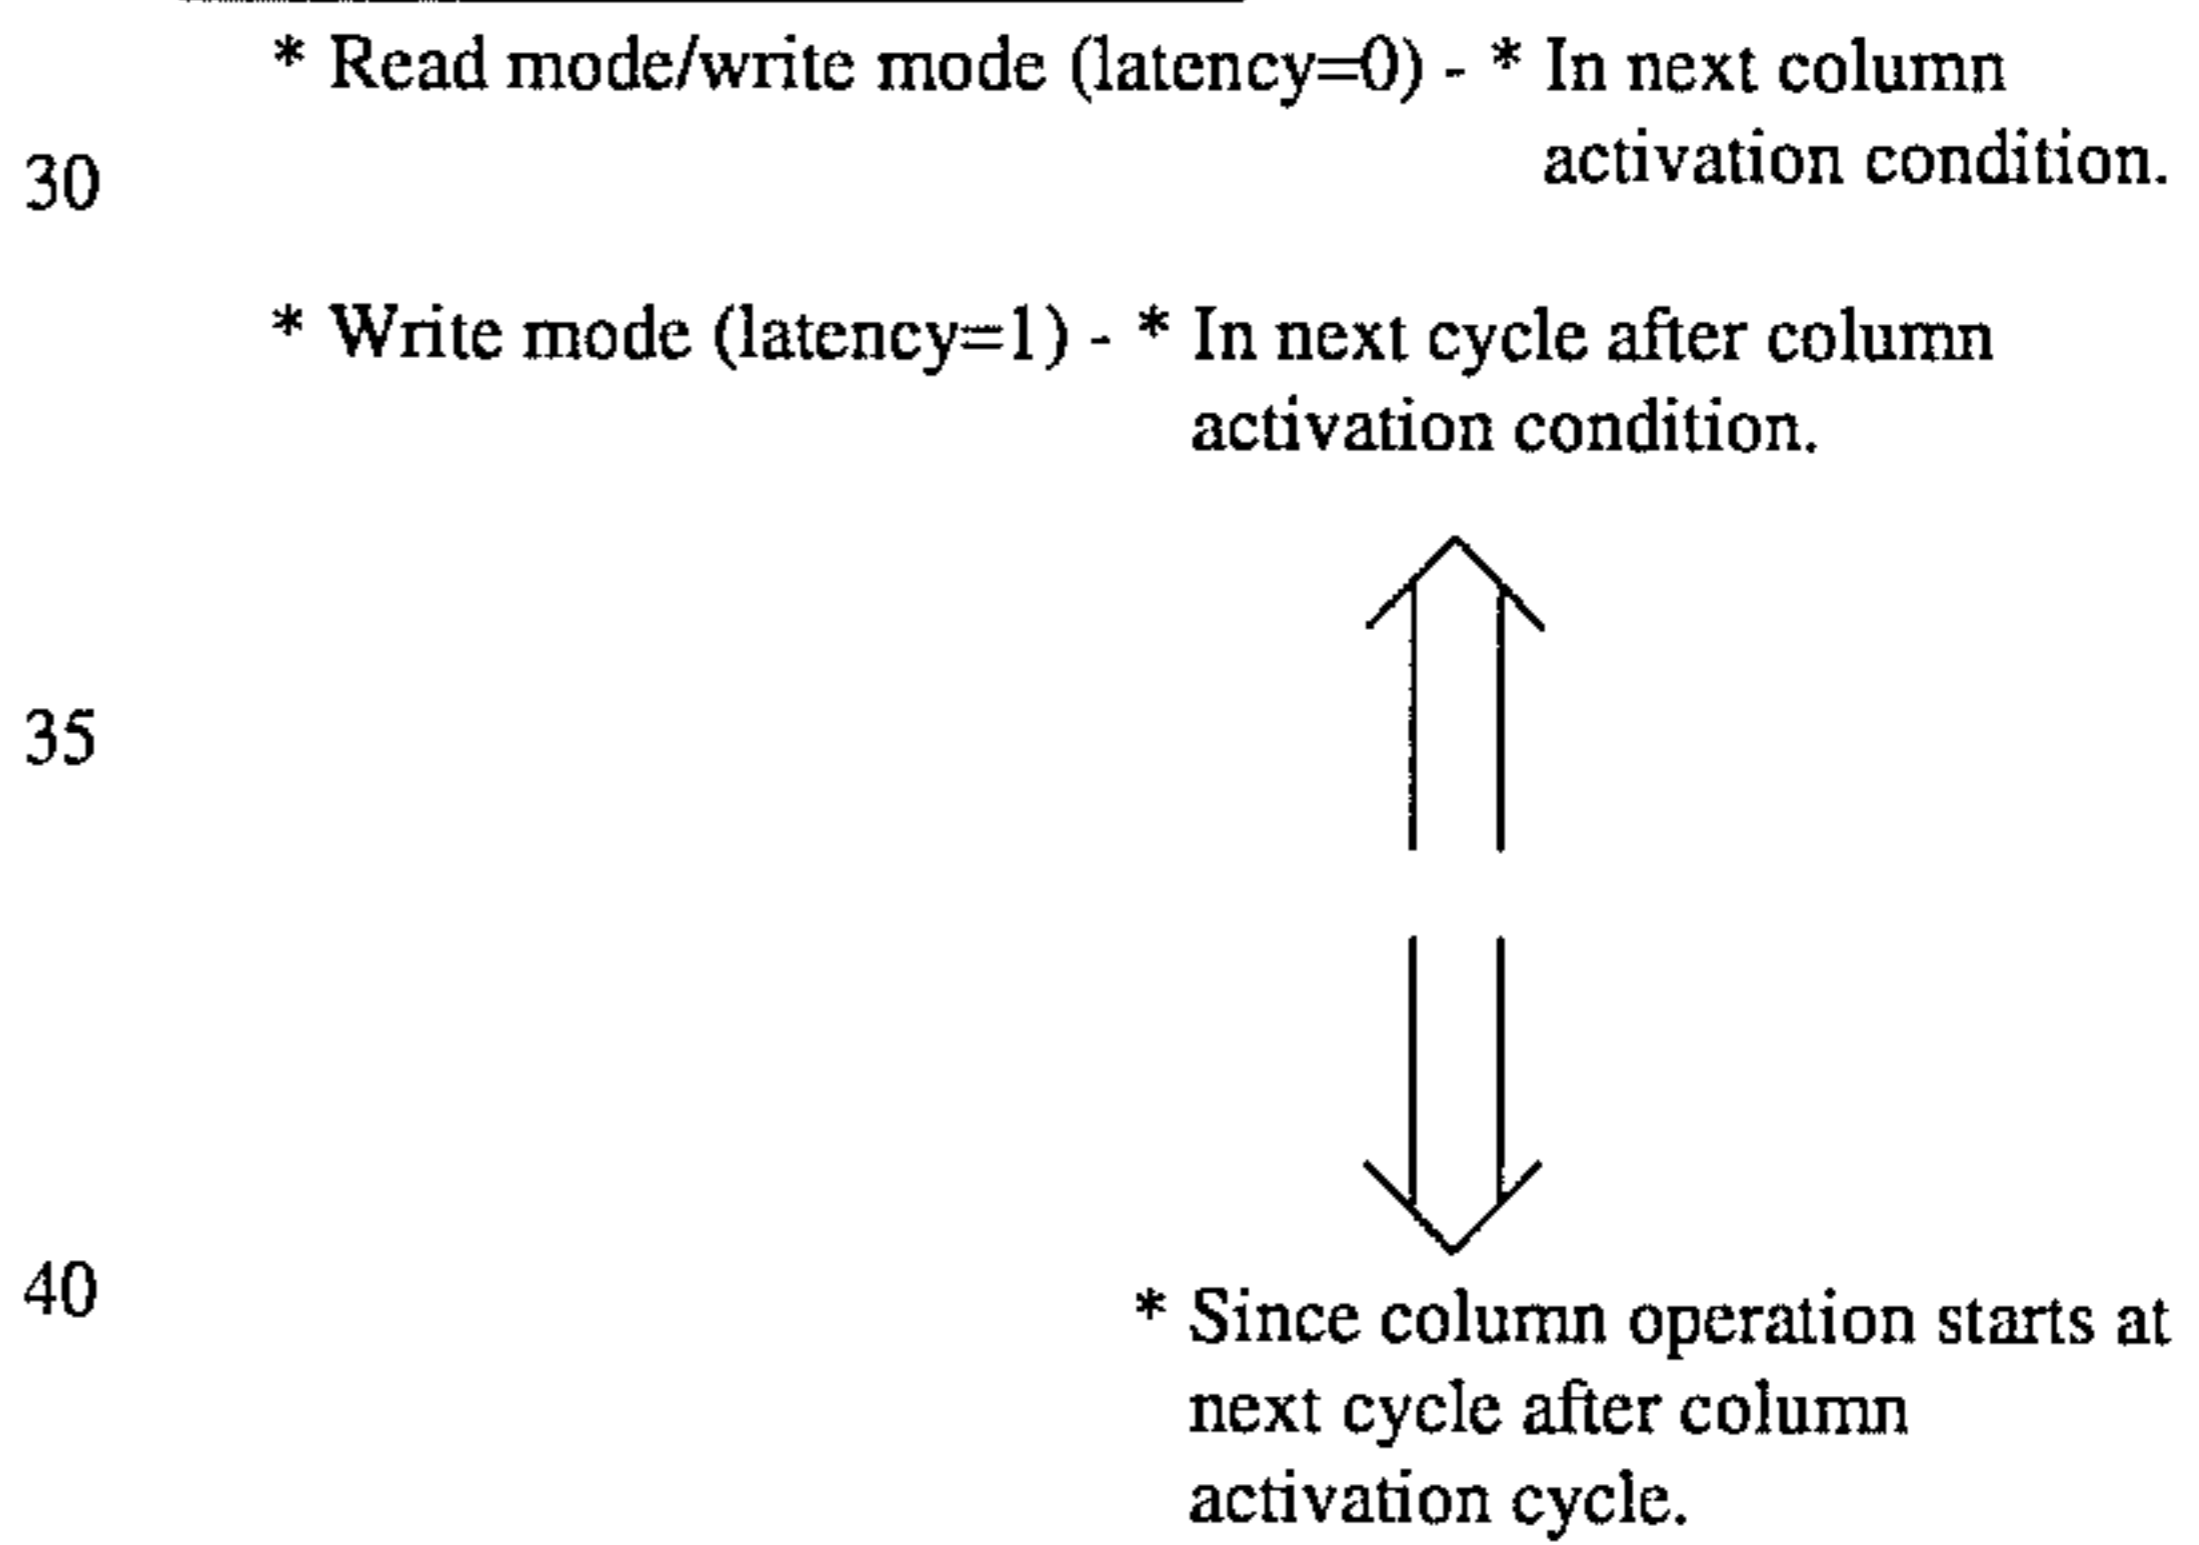 * Read mode/write mode (latency=0) - * In next column
activation condition.
30
* Write mode (latency=1) - * In next cycle after column
activation condition.
35
40
* Since column operation starts at
next cycle after column
activation cycle.